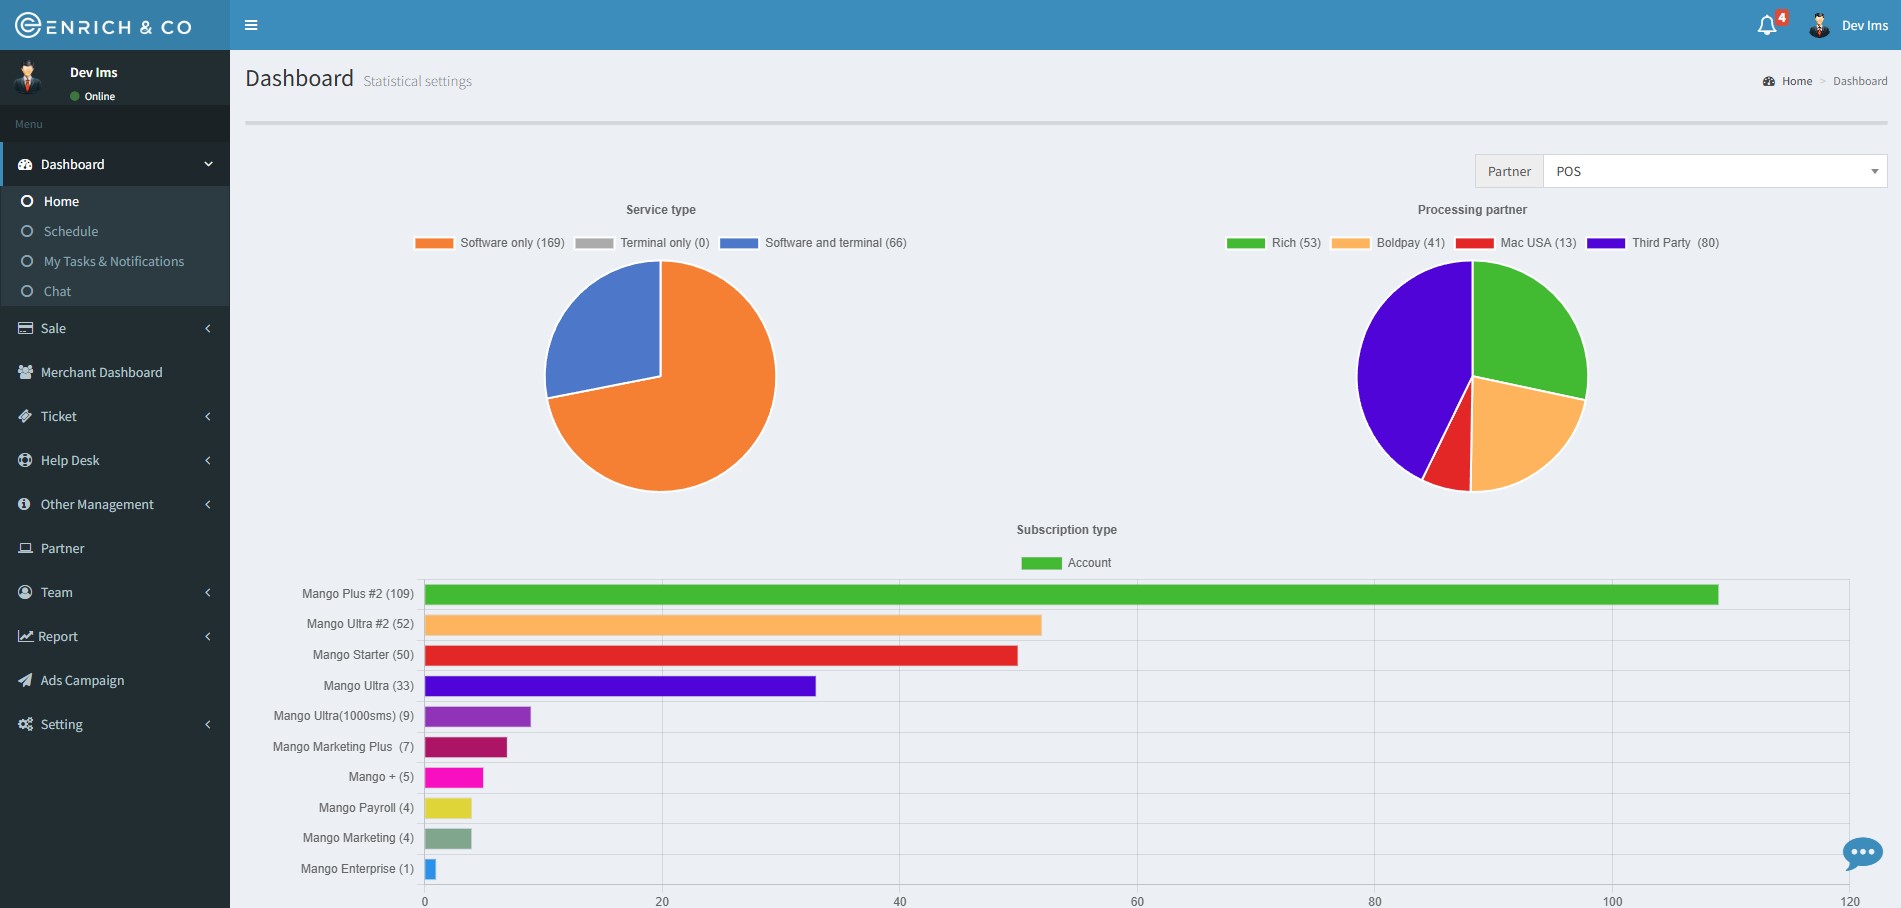 ENRICH & CO
4
Dev Ims
Dev Ims
Online
Menu
Dashboard
Home
Schedule
My Tasks & Notifications
Chat
Sale
Merchant Dashboard
Ticket
Help Desk
Other Management
Partner
Team
Report
Ads Campaign
Setting
Dashboard Statistical settings
Home > Dashboard
Partner POS
Service type
Software only (169) Terminal only (0) Software and terminal (66)
Processing partner
Rich (53) Boldpay (41) Mac USA (13) Third Party (80)
Subscription type
Account
Mango Plus #2 (109)
Mango Ultra #2 (52)
Mango Starter (50)
Mango Ultra (33)
Mango Ultra(1000sms) (9)
Mango Marketing Plus (7)
Mango + (5)
Mango Payroll (4)
Mango Marketing (4)
Mango Enterprise (1)
0 20 40 60 80 100 120